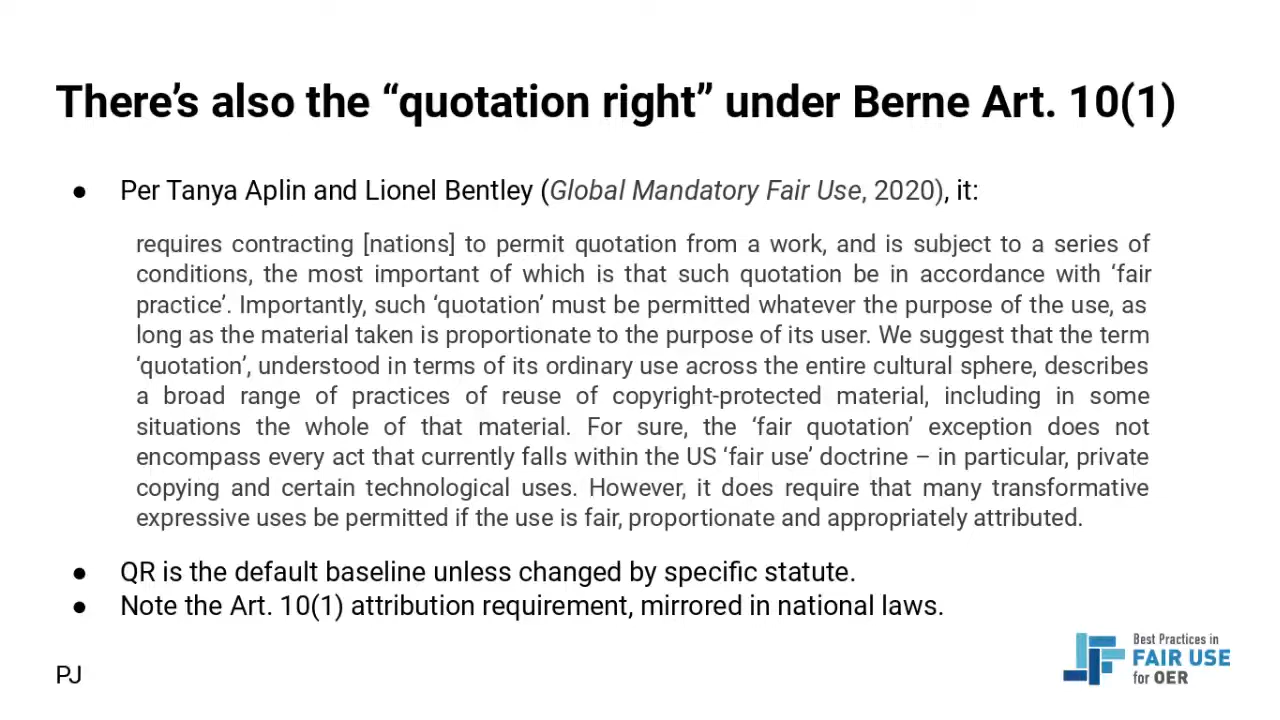 There’s also the “quotation right” under Berne Art. 10(1)
● Per Tanya Aplin and Lionel Bentley (Global Mandatory Fair Use, 2020), it:
requires contracting [nations] to permit quotation from a work, and is subject to a series of
conditions, the most important of which is that such quotation be in accordance with ‘fair
practice’. Importantly, such ‘quotation’ must be permitted whatever the purpose of the use, as
long as the material taken is proportionate to the purpose of its user. We suggest that the term
‘quotation’, understood in terms of its ordinary use across the entire cultural sphere, describes
a broad range of practices of reuse of copyright-protected material, including in some
situations the whole of that material. For sure, the ‘fair quotation’ exception does not
encompass every act that currently falls within the US ‘fair use’ doctrine – in particular, private
copying and certain technological uses. However, it does require that many transformative
expressive uses be permitted if the use is fair, proportionate and appropriately attributed.
● QR is the default baseline unless changed by specific statute.
● Note the Art. 10(1) attribution requirement, mirrored in national laws.
PJ
Best Practices in
FAIR USE
for OER